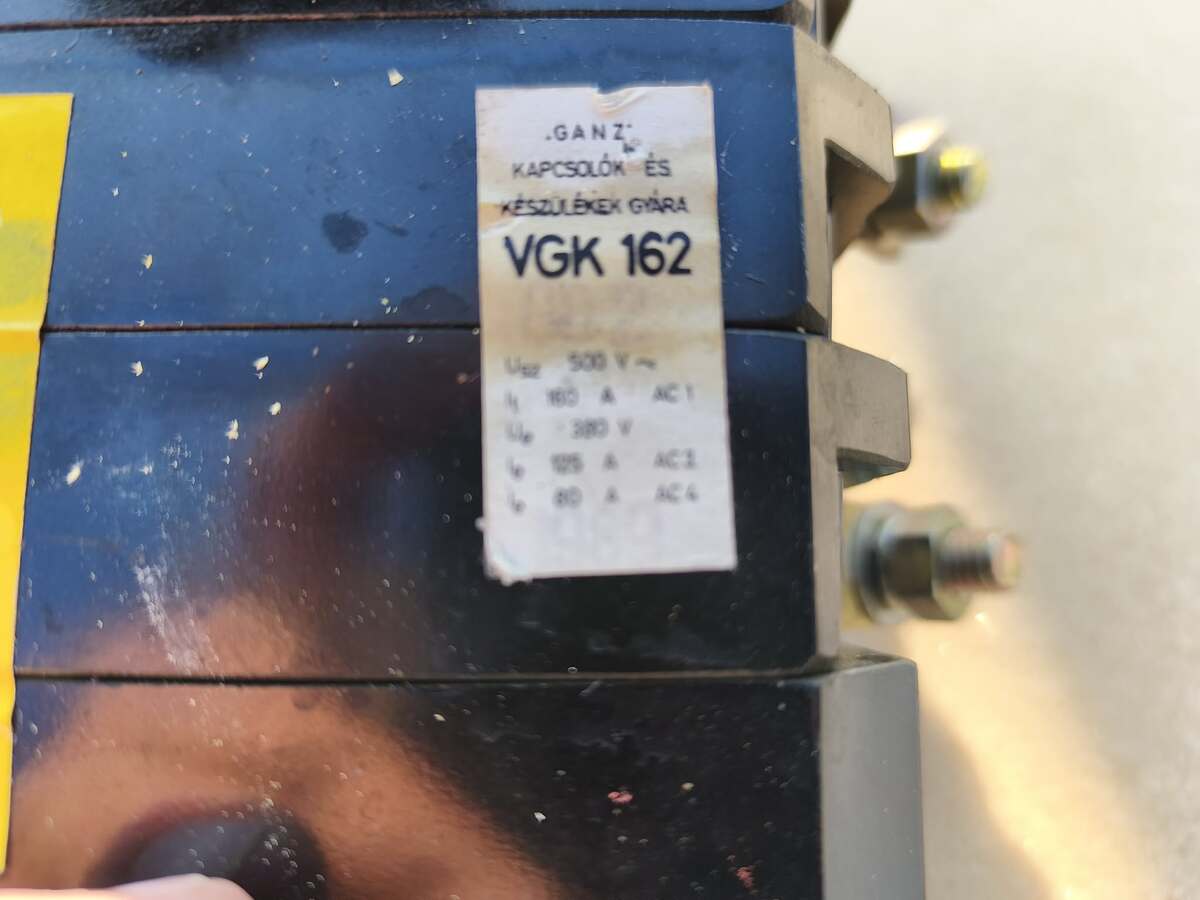 "GANZ"
KAPCSOLÓK ÉS
KÉSZÜLÉKEK GYÁRA
VGK 162
Usz 500 V ~
I1 160 A AC 1
Ue 380 V
Ie 125 A AC 3
Ie 80 A AC 4